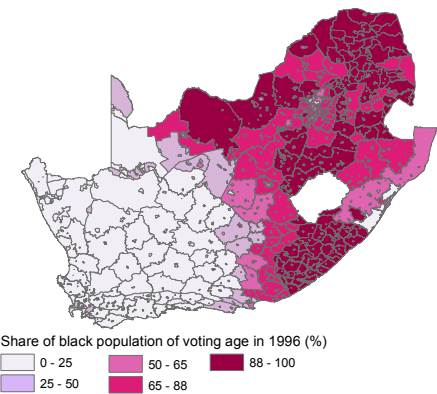 Share of black population of voting age in 1996 (%)
0 - 25
50 - 65
88 - 100
25 - 50
65 - 88